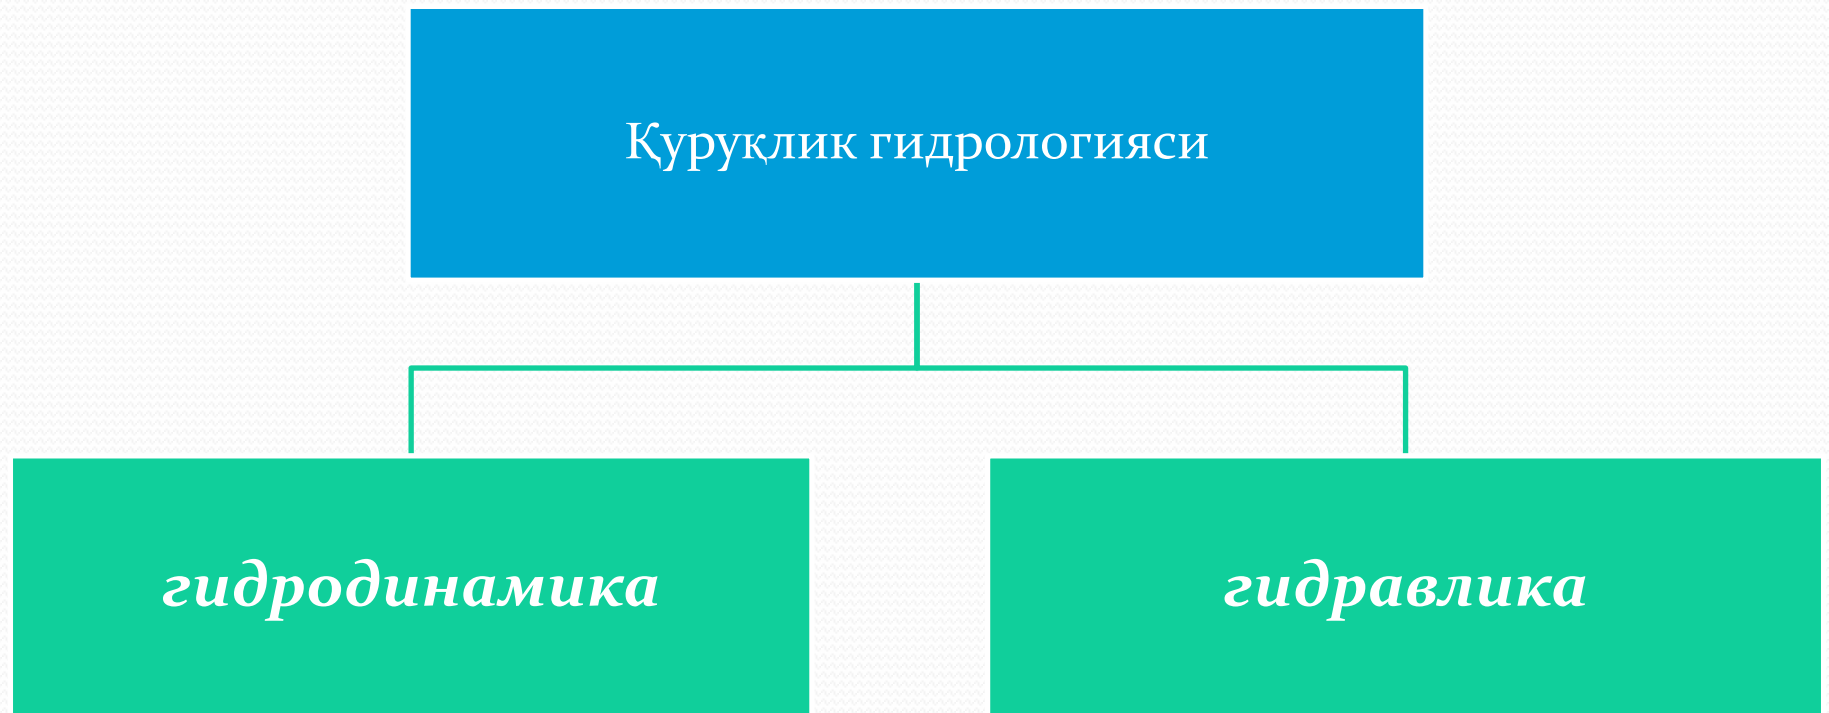 Қуруқлик гидрологияси
гидродинамика
гидравлика